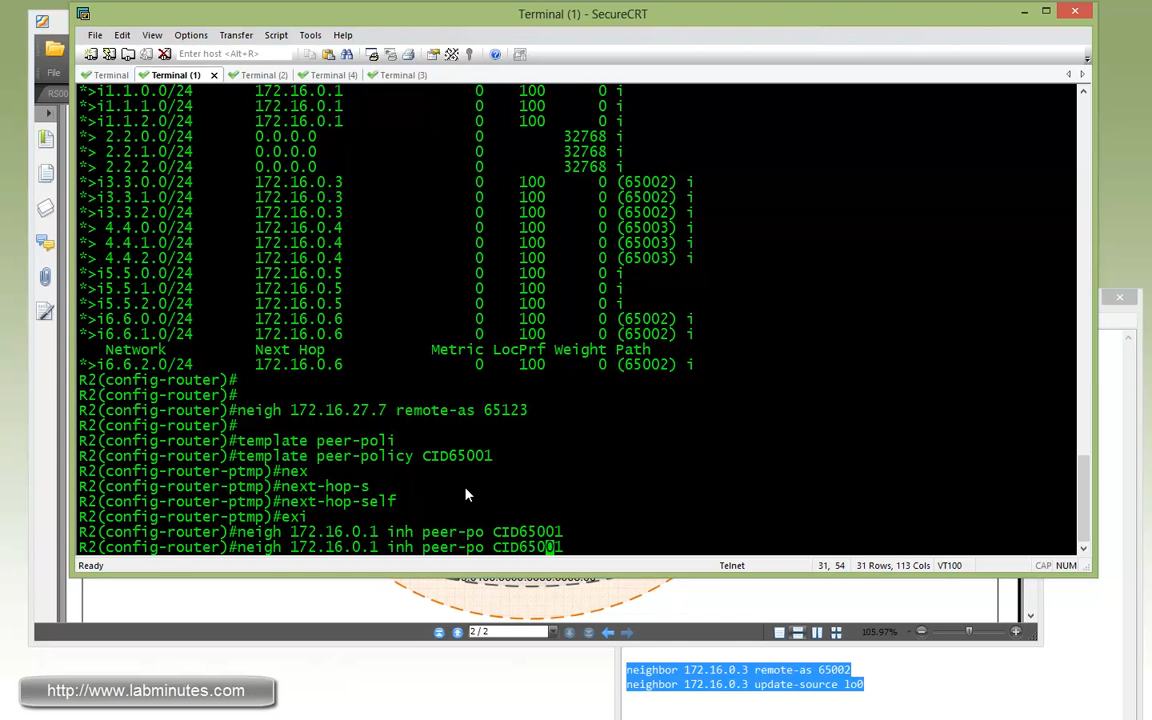 Terminal (1) - SecureCRT
File Edit View Options Transfer Script Tools Help
Enter host <Alt+R>
Terminal Terminal (1) Terminal (2) Terminal (4) Terminal (3)
File
RS00
*>i1.1.0.0/24 172.16.0.1 0 100 0 i
*>i1.1.1.0/24 172.16.0.1 0 100 0 i
*>i1.1.2.0/24 172.16.0.1 0 100 0 i
*> 2.2.0.0/24 0.0.0.0 0 32768 i
*> 2.2.1.0/24 0.0.0.0 0 32768 i
*> 2.2.2.0/24 0.0.0.0 0 32768 i
*>i3.3.0.0/24 172.16.0.3 0 100 0 (65002) i
*>i3.3.1.0/24 172.16.0.3 0 100 0 (65002) i
*>i3.3.2.0/24 172.16.0.3 0 100 0 (65002) i
*> 4.4.0.0/24 172.16.0.4 0 100 0 (65003) i
*> 4.4.1.0/24 172.16.0.4 0 100 0 (65003) i
*> 4.4.2.0/24 172.16.0.4 0 100 0 (65003) i
*>i5.5.0.0/24 172.16.0.5 0 100 0 i
*>i5.5.1.0/24 172.16.0.5 0 100 0 i
*>i5.5.2.0/24 172.16.0.5 0 100 0 i
*>i6.6.0.0/24 172.16.0.6 0 100 0 (65002) i
*>i6.6.1.0/24 172.16.0.6 0 100 0 (65002) i
Network Next Hop Metric LocPrf Weight Path
*>i6.6.2.0/24 172.16.0.6 0 100 0 (65002) i
R2(config-router)#
R2(config-router)#
R2(config-router)#neigh 172.16.27.7 remote-as 65123
R2(config-router)#
R2(config-router)#template peer-poli
R2(config-router)#template peer-policy CID65001
R2(config-router-ptmp)#nex
R2(config-router-ptmp)#next-hop-s
R2(config-router-ptmp)#next-hop-self
R2(config-router-ptmp)#exi
R2(config-router)#neigh 172.16.0.1 inh peer-po CID65001
R2(config-router)#neigh 172.16.0.1 inh peer-po CID65001
Ready Telnet 31, 54 31 Rows, 113 Cols VT100 CAP NUM
2 / 2 105.97%
neighbor 172.16.0.3 remote-as 65002
neighbor 172.16.0.3 update-source lo0
http://www.labminutes.com